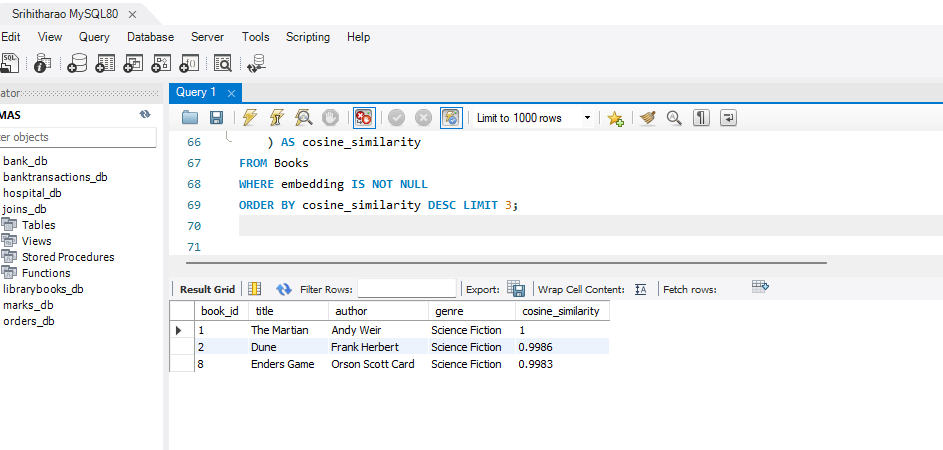 Srihitharao MySQL80 ×
Edit View Query Database Server Tools Scripting Help
ator
MAS
er objects
bank_db
banktransactions_db
hospital_db
joins_db
Tables
Views
Stored Procedures
Functions
librarybooks_db
marks_db
orders_db
Query 1 ×
Limit to 1000 rows
66 ) AS cosine_similarity
67 FROM Books
68 WHERE embedding IS NOT NULL
69 ORDER BY cosine_similarity DESC LIMIT 3;
70
71
Result Grid Filter Rows: Export: Wrap Cell Content: IA Fetch rows:
book_id title author genre cosine_similarity
1 The Martian Andy Weir Science Fiction 1
2 Dune Frank Herbert Science Fiction 0.9986
8 Enders Game Orson Scott Card Science Fiction 0.9983